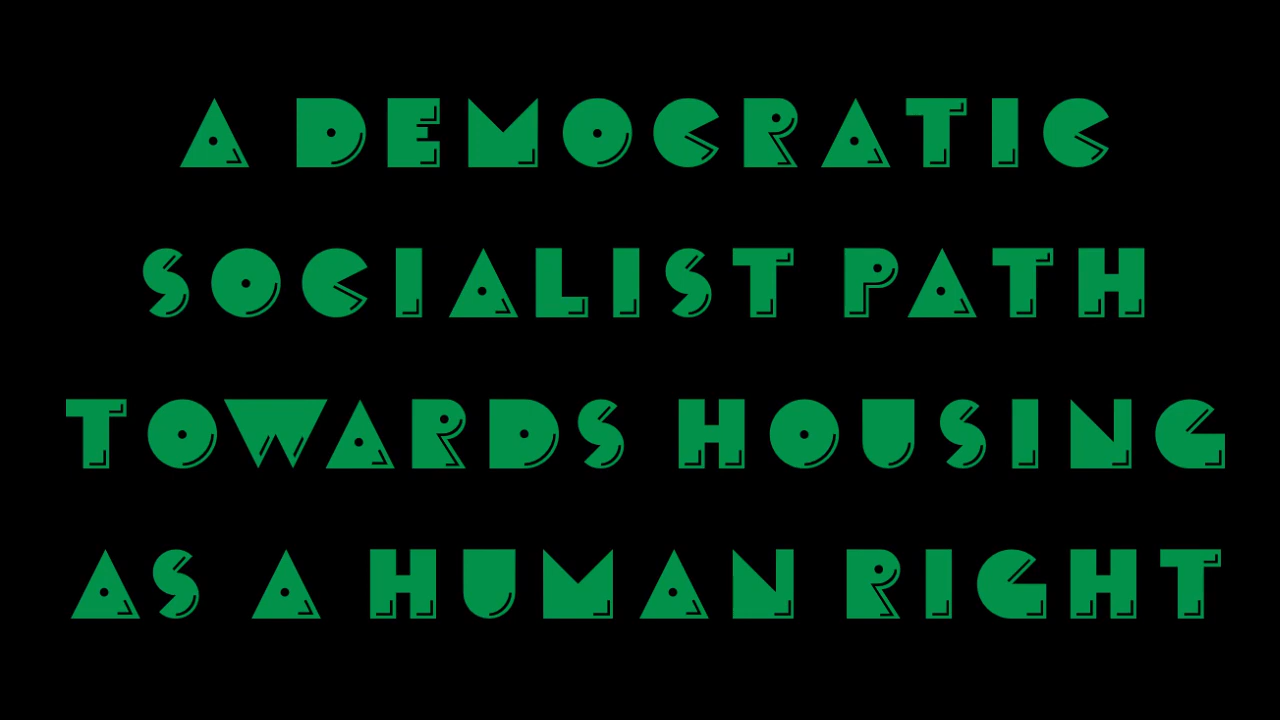 A DEMOCRATIC
SOCIALIST PATH
TOWARDS HOUSING
AS A HUMAN RIGHT